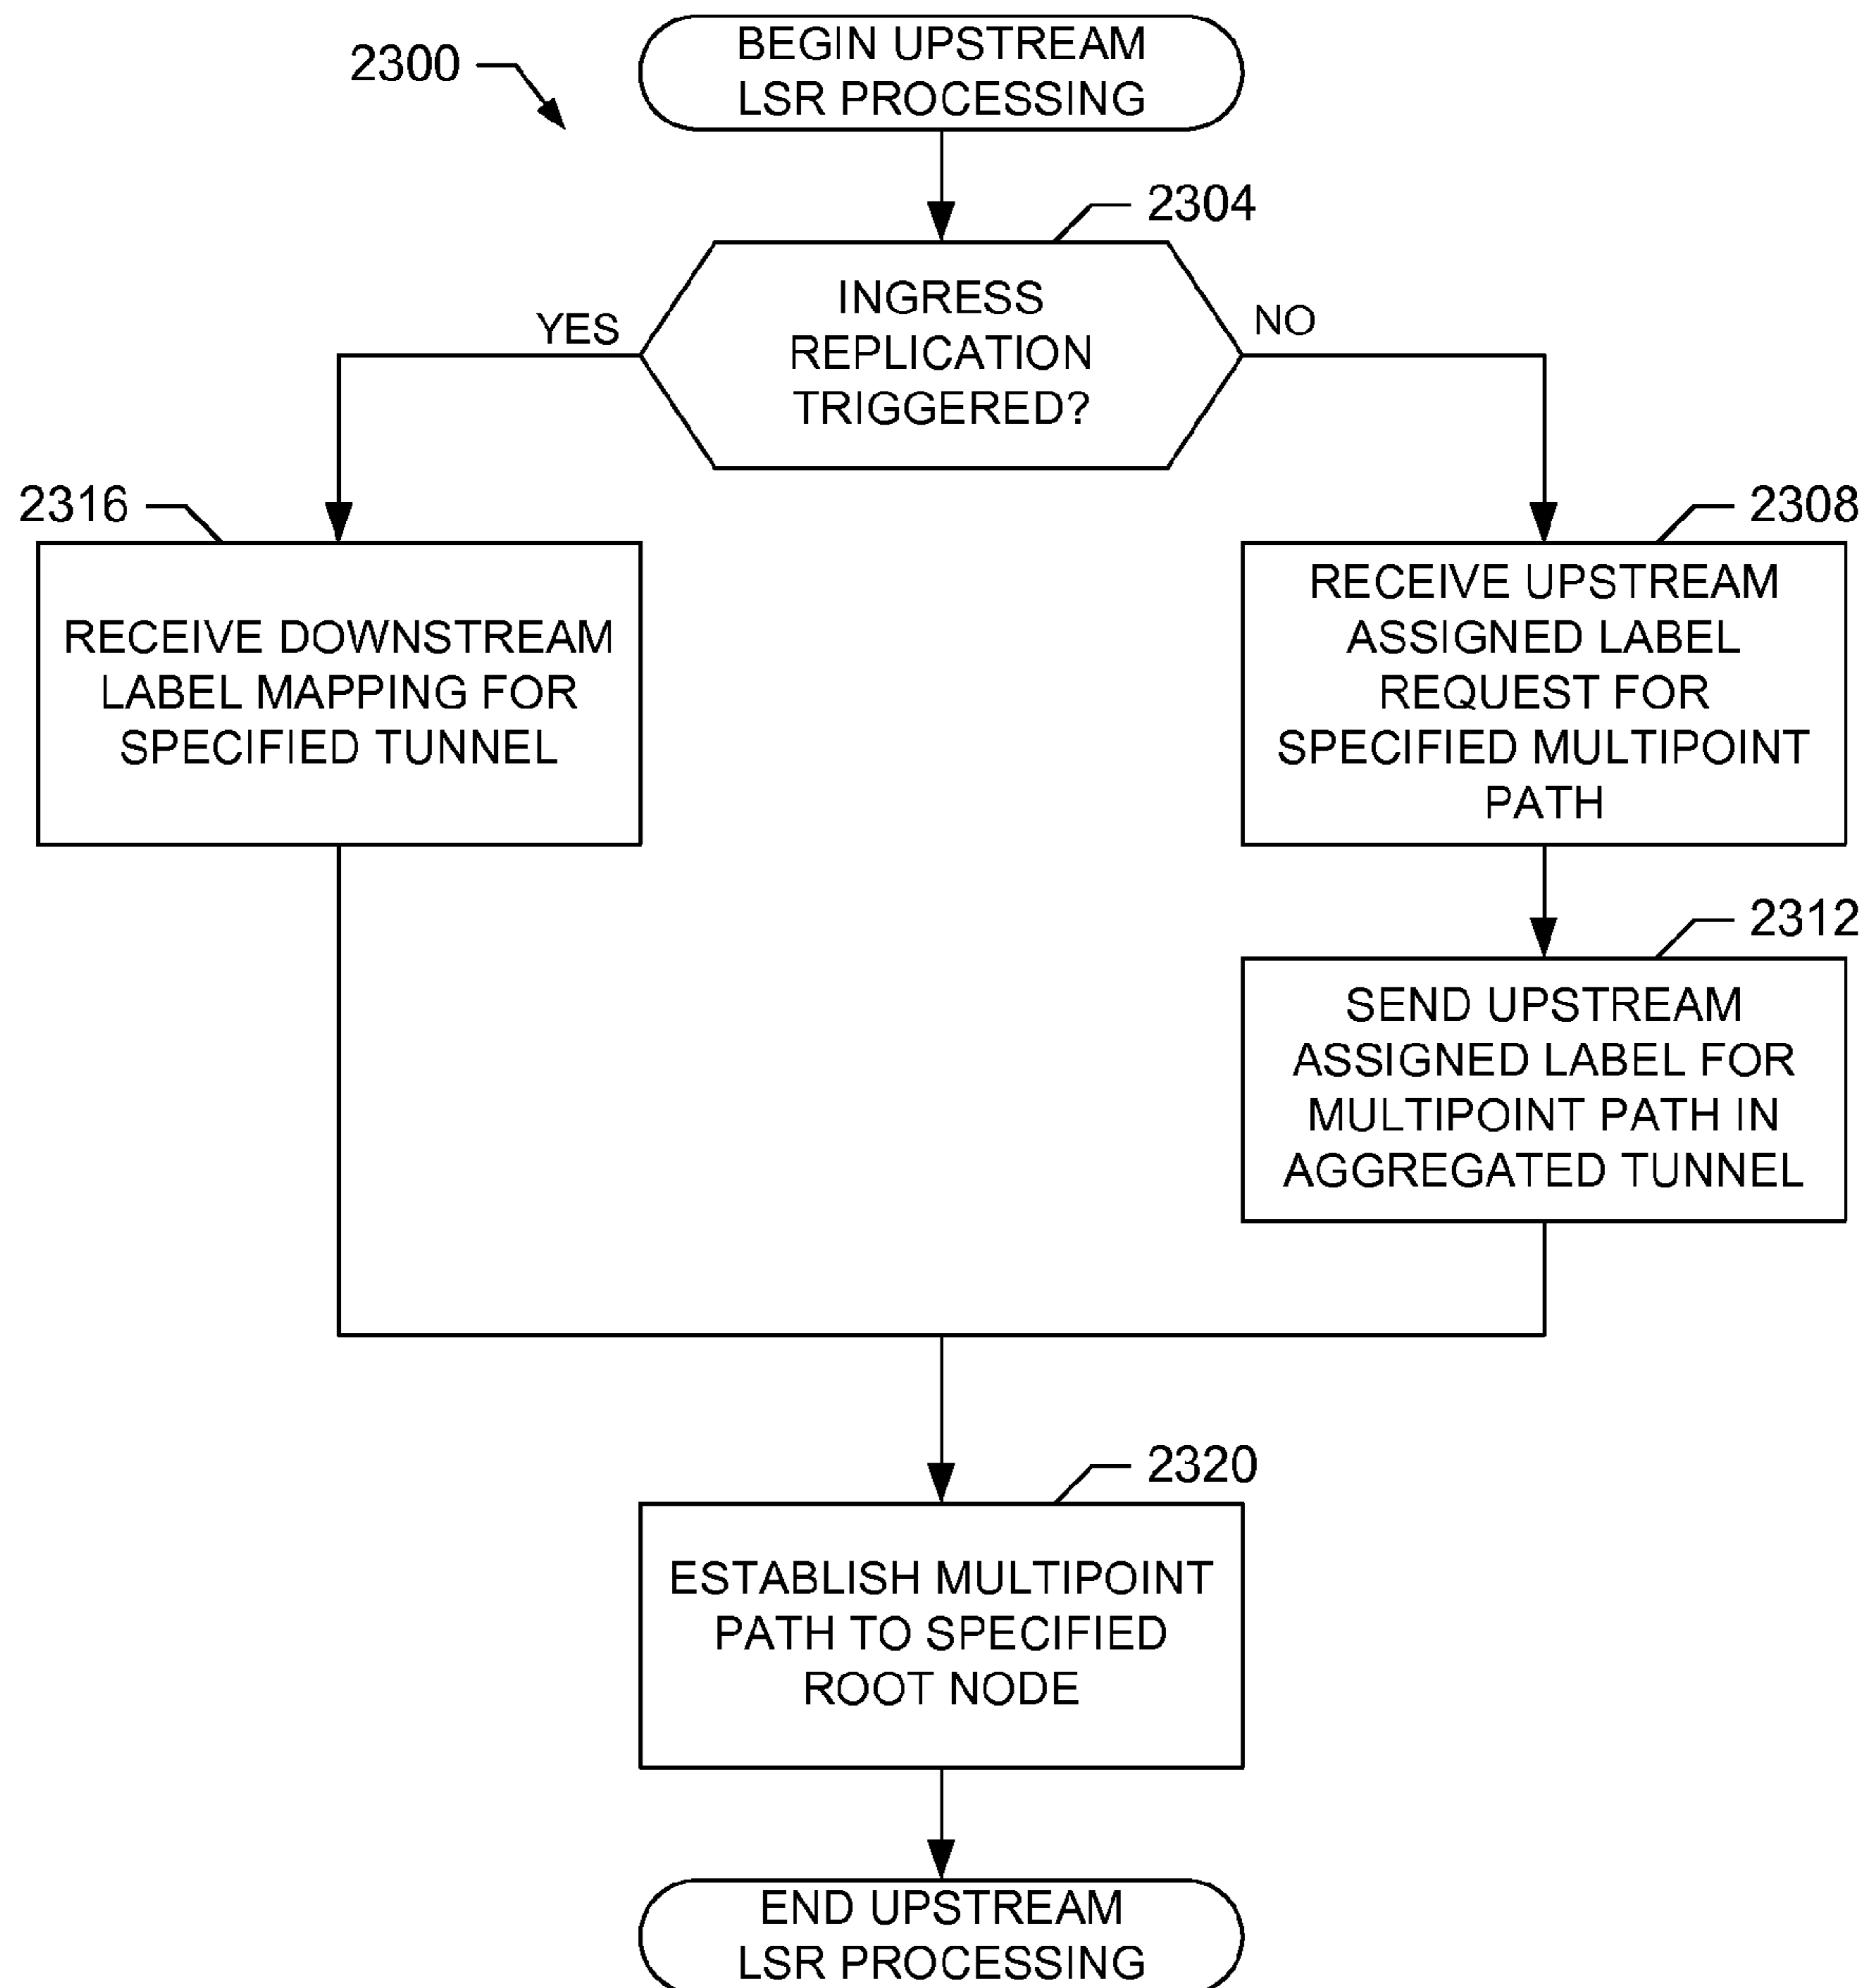 BEGIN UPSTREAM
LSR PROCESSING
2300
2304
INGRESS
REPLICATION
TRIGGERED?
YES
NO
2316
RECEIVE DOWNSTREAM
LABEL MAPPING FOR
SPECIFIED TUNNEL
2308
RECEIVE UPSTREAM
ASSIGNED LABEL
REQUEST FOR
SPECIFIED MULTIPOINT
PATH
2312
SEND UPSTREAM
ASSIGNED LABEL FOR
MULTIPOINT PATH IN
AGGREGATED TUNNEL
2320
ESTABLISH MULTIPOINT
PATH TO SPECIFIED
ROOT NODE
END UPSTREAM
LSR PROCESSING